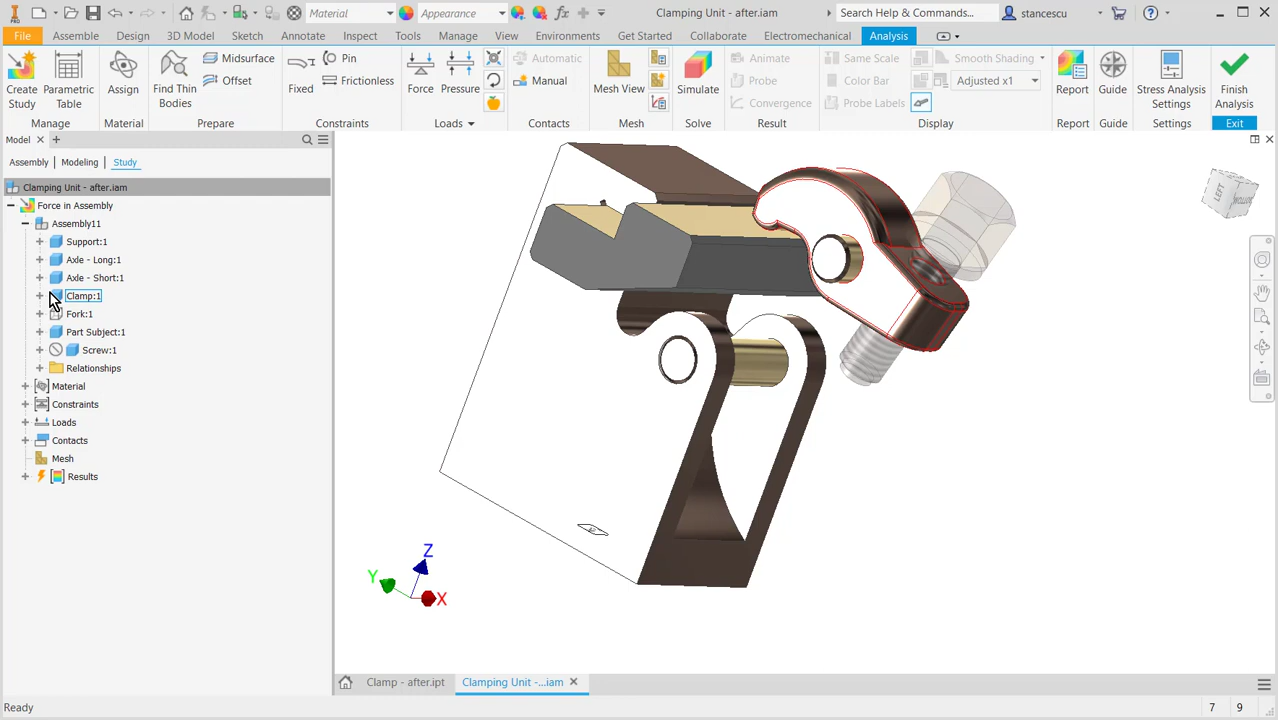 PRO
Material
Appearance
Clamping Unit - after.iam
Search Help & Commands...
stancescu
File
Assemble
Design
3D Model
Sketch
Annotate
Inspect
Tools
Manage
View
Environments
Get Started
Collaborate
Electromechanical
Analysis
Create Study
Parametric Table
Manage
Assign
Material
Find Thin Bodies
Midsurface
Offset
Prepare
Fixed
Pin
Frictionless
Constraints
Force
Pressure
Loads
Automatic
Manual
Contacts
Mesh View
Mesh
Simulate
Solve
Animate
Probe
Convergence
Result
Same Scale
Color Bar
Probe Labels
Smooth Shading
Adjusted x1
Display
Report
Report
Guide
Guide
Stress Analysis Settings
Settings
Finish Analysis
Exit
Model
Assembly
Modeling
Study
Clamping Unit - after.iam
Force in Assembly
Assembly11
Support:1
Axle - Long:1
Axle - Short:1
Clamp:1
Fork:1
Part Subject:1
Screw:1
Relationships
Material
Constraints
Loads
Contacts
Mesh
Results
LEFT
Z
Y
X
Clamp - after.ipt
Clamping Unit -...iam
Ready
7
9